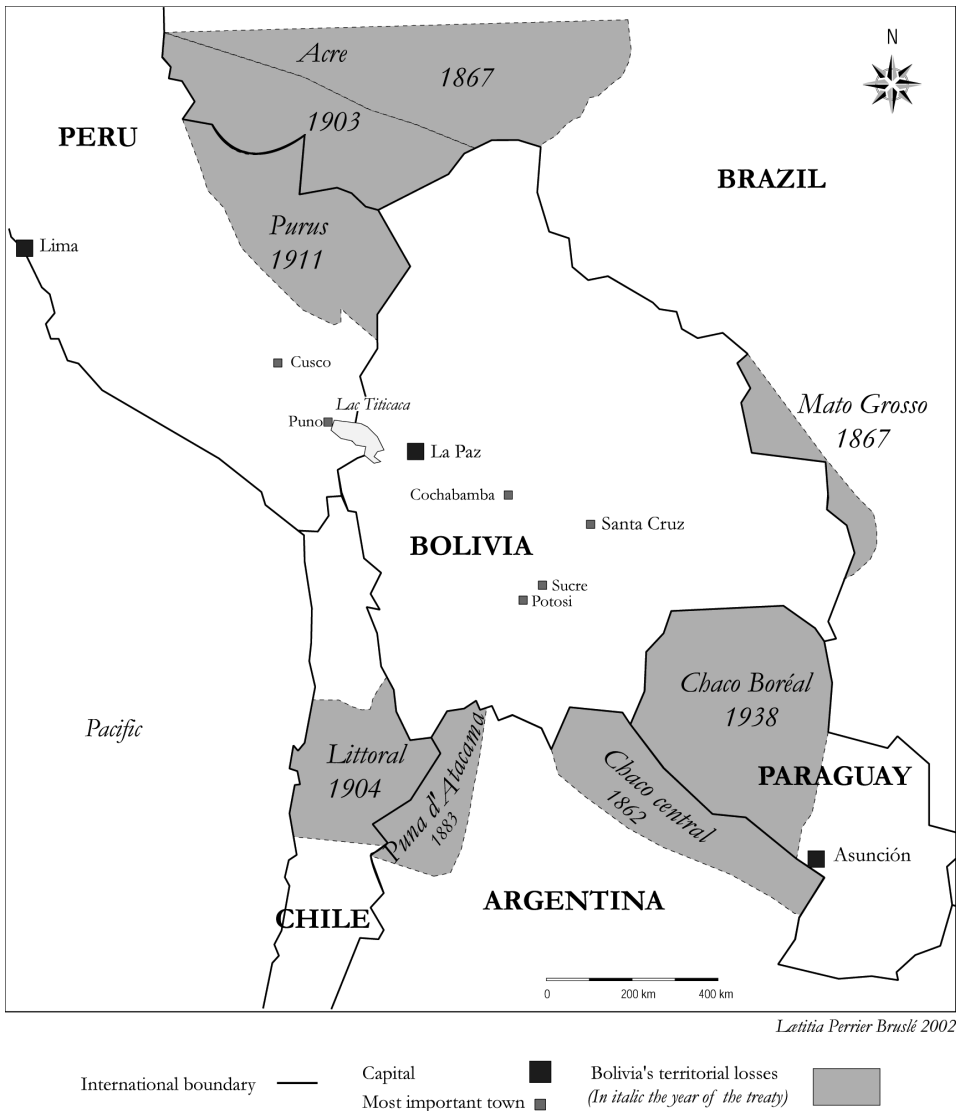 N
Acre
1867
1903
PERU
BRAZIL
Purus
1911
Lima
Cusco
Lac Titicaca
Puno
La Paz
Mato Grosso
1867
Cochabamba
Santa Cruz
BOLIVIA
Sucre
Potosi
Chaco Boréal
1938
Pacific
Littoral
1904
Puna d' Atacama
1883
Chaco central
1862
PARAGUAY
Asunción
ARGENTINA
CHILE
0 200 km 400 km
Lætitia Perrier Bruslé 2002
International boundary
Capital
Most important town
Bolivia's territorial losses
(In italic the year of the treaty)